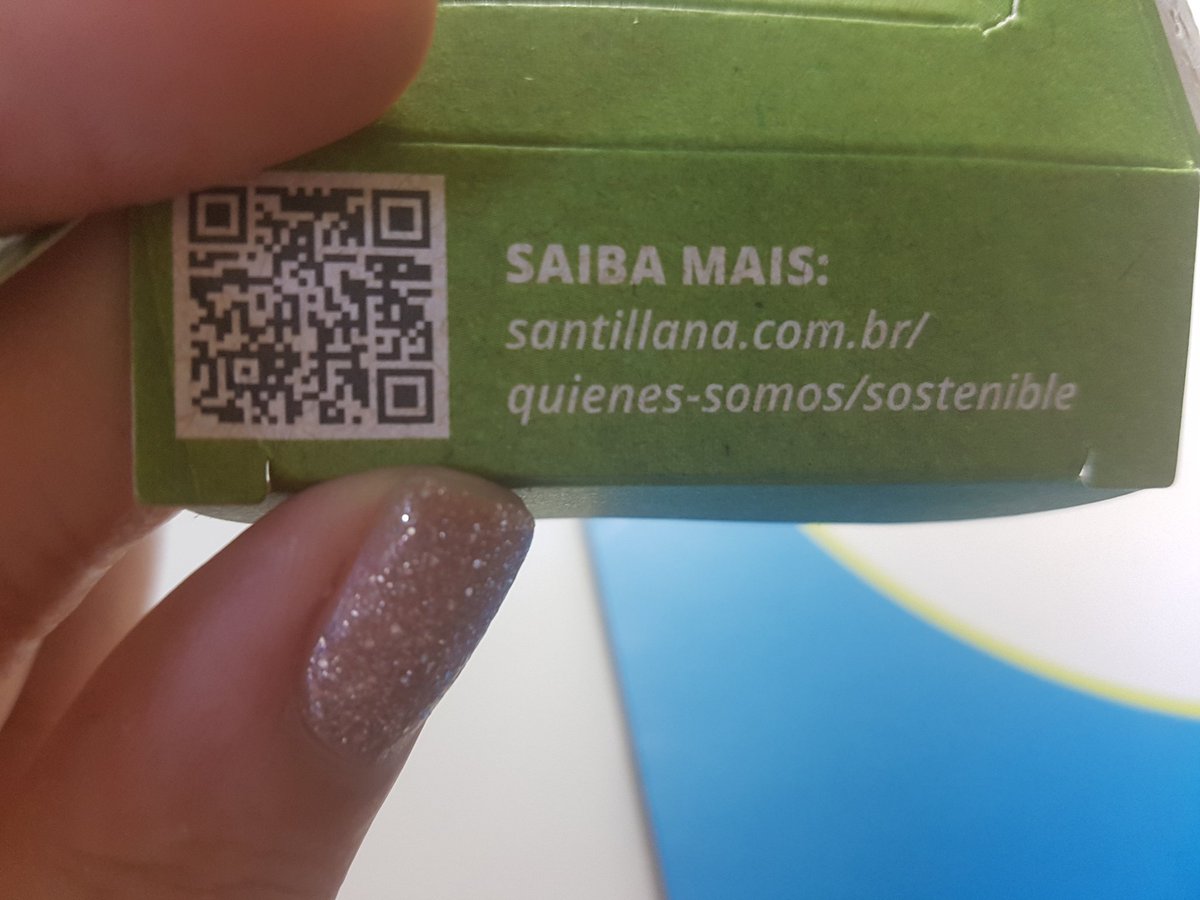 SAIBA MAIS:
santillana.com.br/
quienes-somos/sostenible